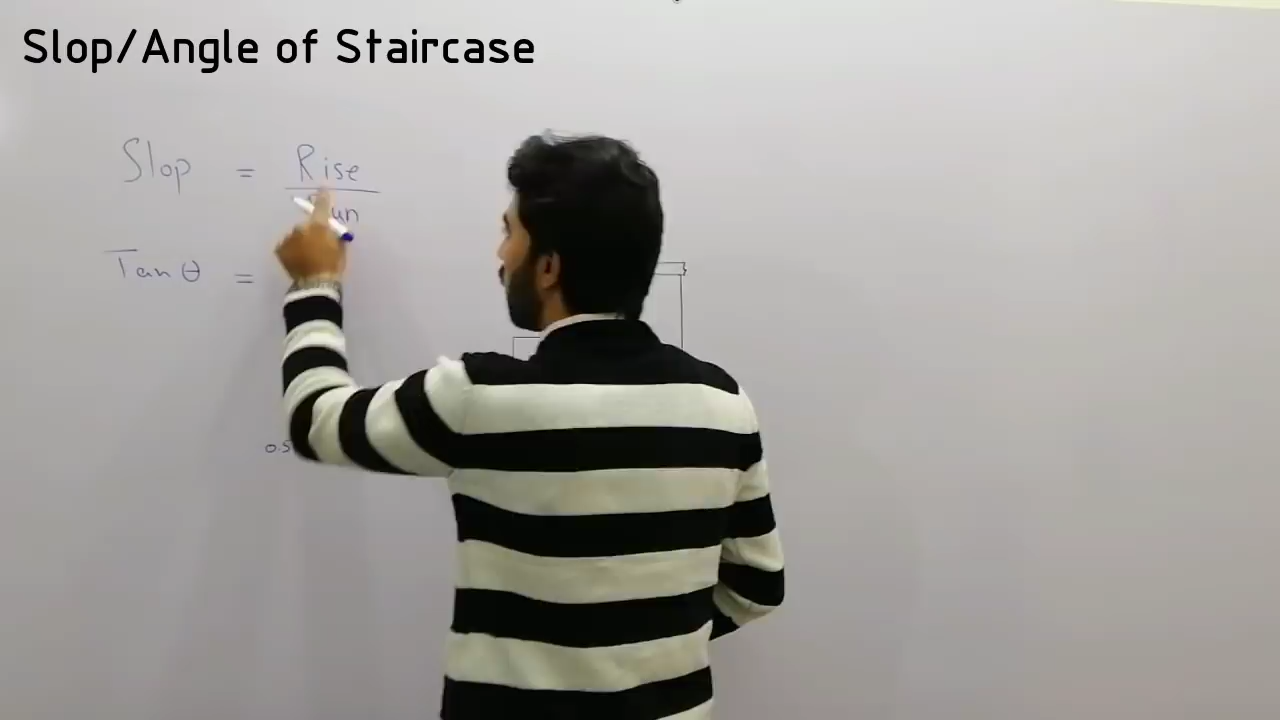 Slop/Angle of Staircase
Slop = Rise
Tan θ =